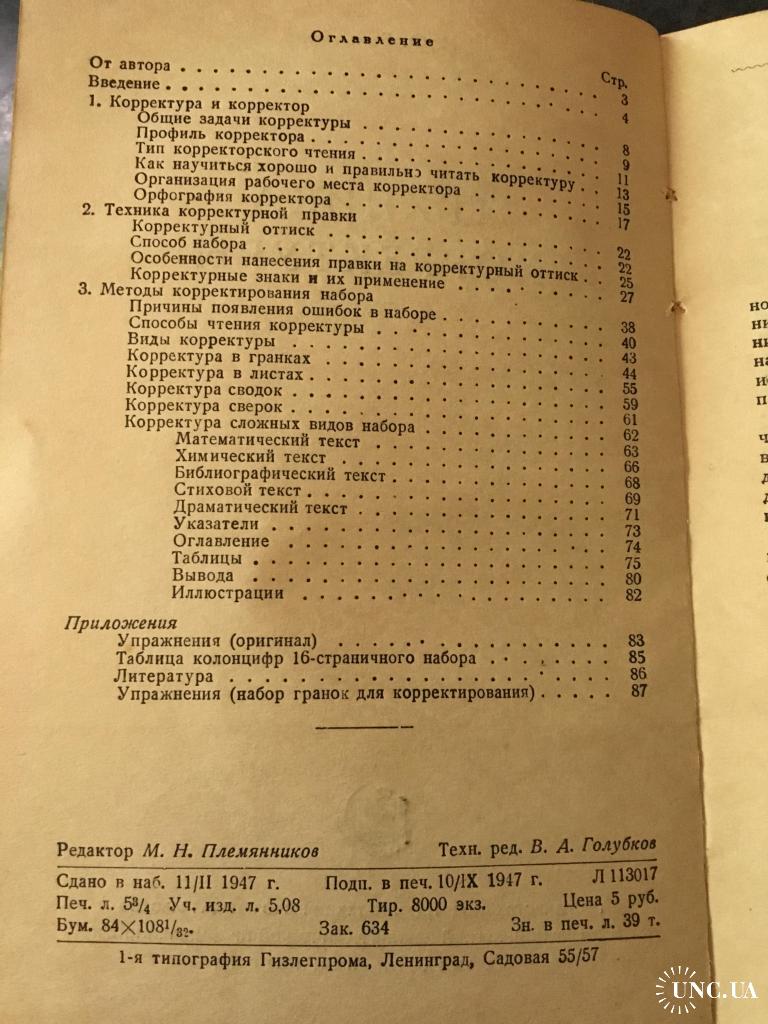 Оглавление
Стр.
От автора . . . . . . . . . . 3
Введение . . . . . . . . . . 4
1. Корректура и корректор
Общие задачи корректуры . . . . . . . . . . 8
Профиль корректора . . . . . . . . . . 9
Тип корректорского чтения . . . . . . . . . . 11
Как научиться хорошо и правильно читать корректуру . . 13
Организация рабочего места корректора . . . . . . . . . . 15
Орфография корректора . . . . . . . . . . 17
2. Техника корректурной правки
Корректурный оттиск . . . . . . . . . . 22
Способ набора . . . . . . . . . . 22
Особенности нанесения правки на корректурный оттиск . . 25
Корректурные знаки и их применение . . . . . . . . . . 27
3. Методы корректирования набора
Причины появления ошибок в наборе . . . . . . . . . . 38
Способы чтения корректуры . . . . . . . . . . 40
Виды корректуры . . . . . . . . . . 43
Корректура в гранках . . . . . . . . . . 44
Корректура в листах . . . . . . . . . . 55
Корректура сводок . . . . . . . . . . 59
Корректура сверок . . . . . . . . . . 61
Корректура сложных видов набора . . . . . . . . . . 62
Математический текст . . . . . . . . . . 63
Химический текст . . . . . . . . . . 66
Библиографический текст . . . . . . . . . . 68
Стиховой текст . . . . . . . . . . 69
Драматический текст . . . . . . . . . . 71
Указатели . . . . . . . . . . 73
Оглавление . . . . . . . . . . 74
Таблицы . . . . . . . . . . 75
Вывода . . . . . . . . . . 80
Иллюстрации . . . . . . . . . . 82
Приложения
Упражнения (оригинал) . . . . . . . . . . 83
Таблица колонцифр 16-страничного набора . . . . . . . 85
Литература . . . . . . . . . . 86
Упражнения (набор гранок для корректирования) . . . . . 87
Редактор М. Н. Племянников Техн. ред. В. А. Голубков
Сдано в наб. 11/II 1947 г. Подп. в печ. 10/IX 1947 г. Л 113017
Печ. л. 5³/₄ Уч. изд. л. 5,08 Тир. 8000 экз. Цена 5 руб.
Бум. 84×108¹/₃₂. Зак. 634 Зн. в печ. л. 39 т.
1-я типография Гизлегпрома, Ленинград, Садовая 55/57
UNC.UA